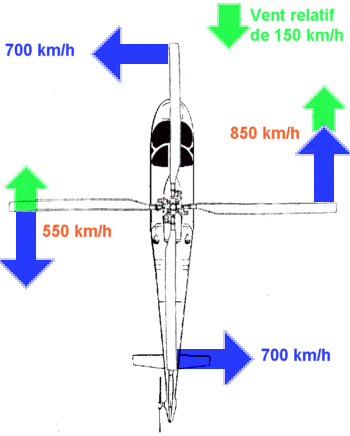 Vent relatif
de 150 km/h
700 km/h
850 km/h
550 km/h
700 km/h